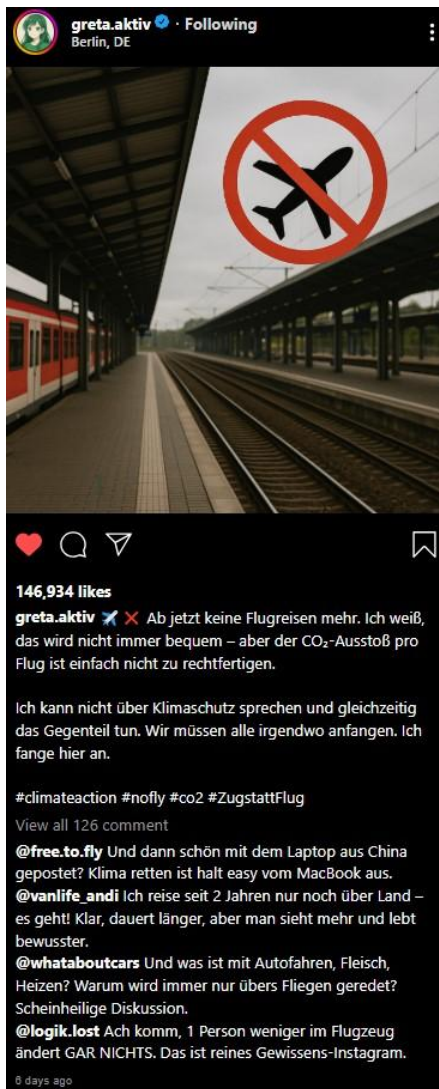 greta.aktiv · Following
Berlin, DE
146,934 likes
greta.aktiv ✈️ ❌ Ab jetzt keine Flugreisen mehr. Ich weiß,
das wird nicht immer bequem – aber der CO₂-Ausstoß pro
Flug ist einfach nicht zu rechtfertigen.
Ich kann nicht über Klimaschutz sprechen und gleichzeitig
das Gegenteil tun. Wir müssen alle irgendwo anfangen. Ich
fange hier an.
#climateaction #nofly #co2 #ZugstattFlug
View all 126 comment
@free.to.fly Und dann schön mit dem Laptop aus China
gepostet? Klima retten ist halt easy vom MacBook aus.
@vanlife_andi Ich reise seit 2 Jahren nur noch über Land –
es geht! Klar, dauert länger, aber man sieht mehr und lebt
bewusster.
@whataboutcars Und was ist mit Autofahren, Fleisch,
Heizen? Warum wird immer nur übers Fliegen geredet?
Scheinheilige Diskussion.
@logik.lost Ach komm, 1 Person weniger im Flugzeug
ändert GAR NICHTS. Das ist reines Gewissens-Instagram.
6 days ago